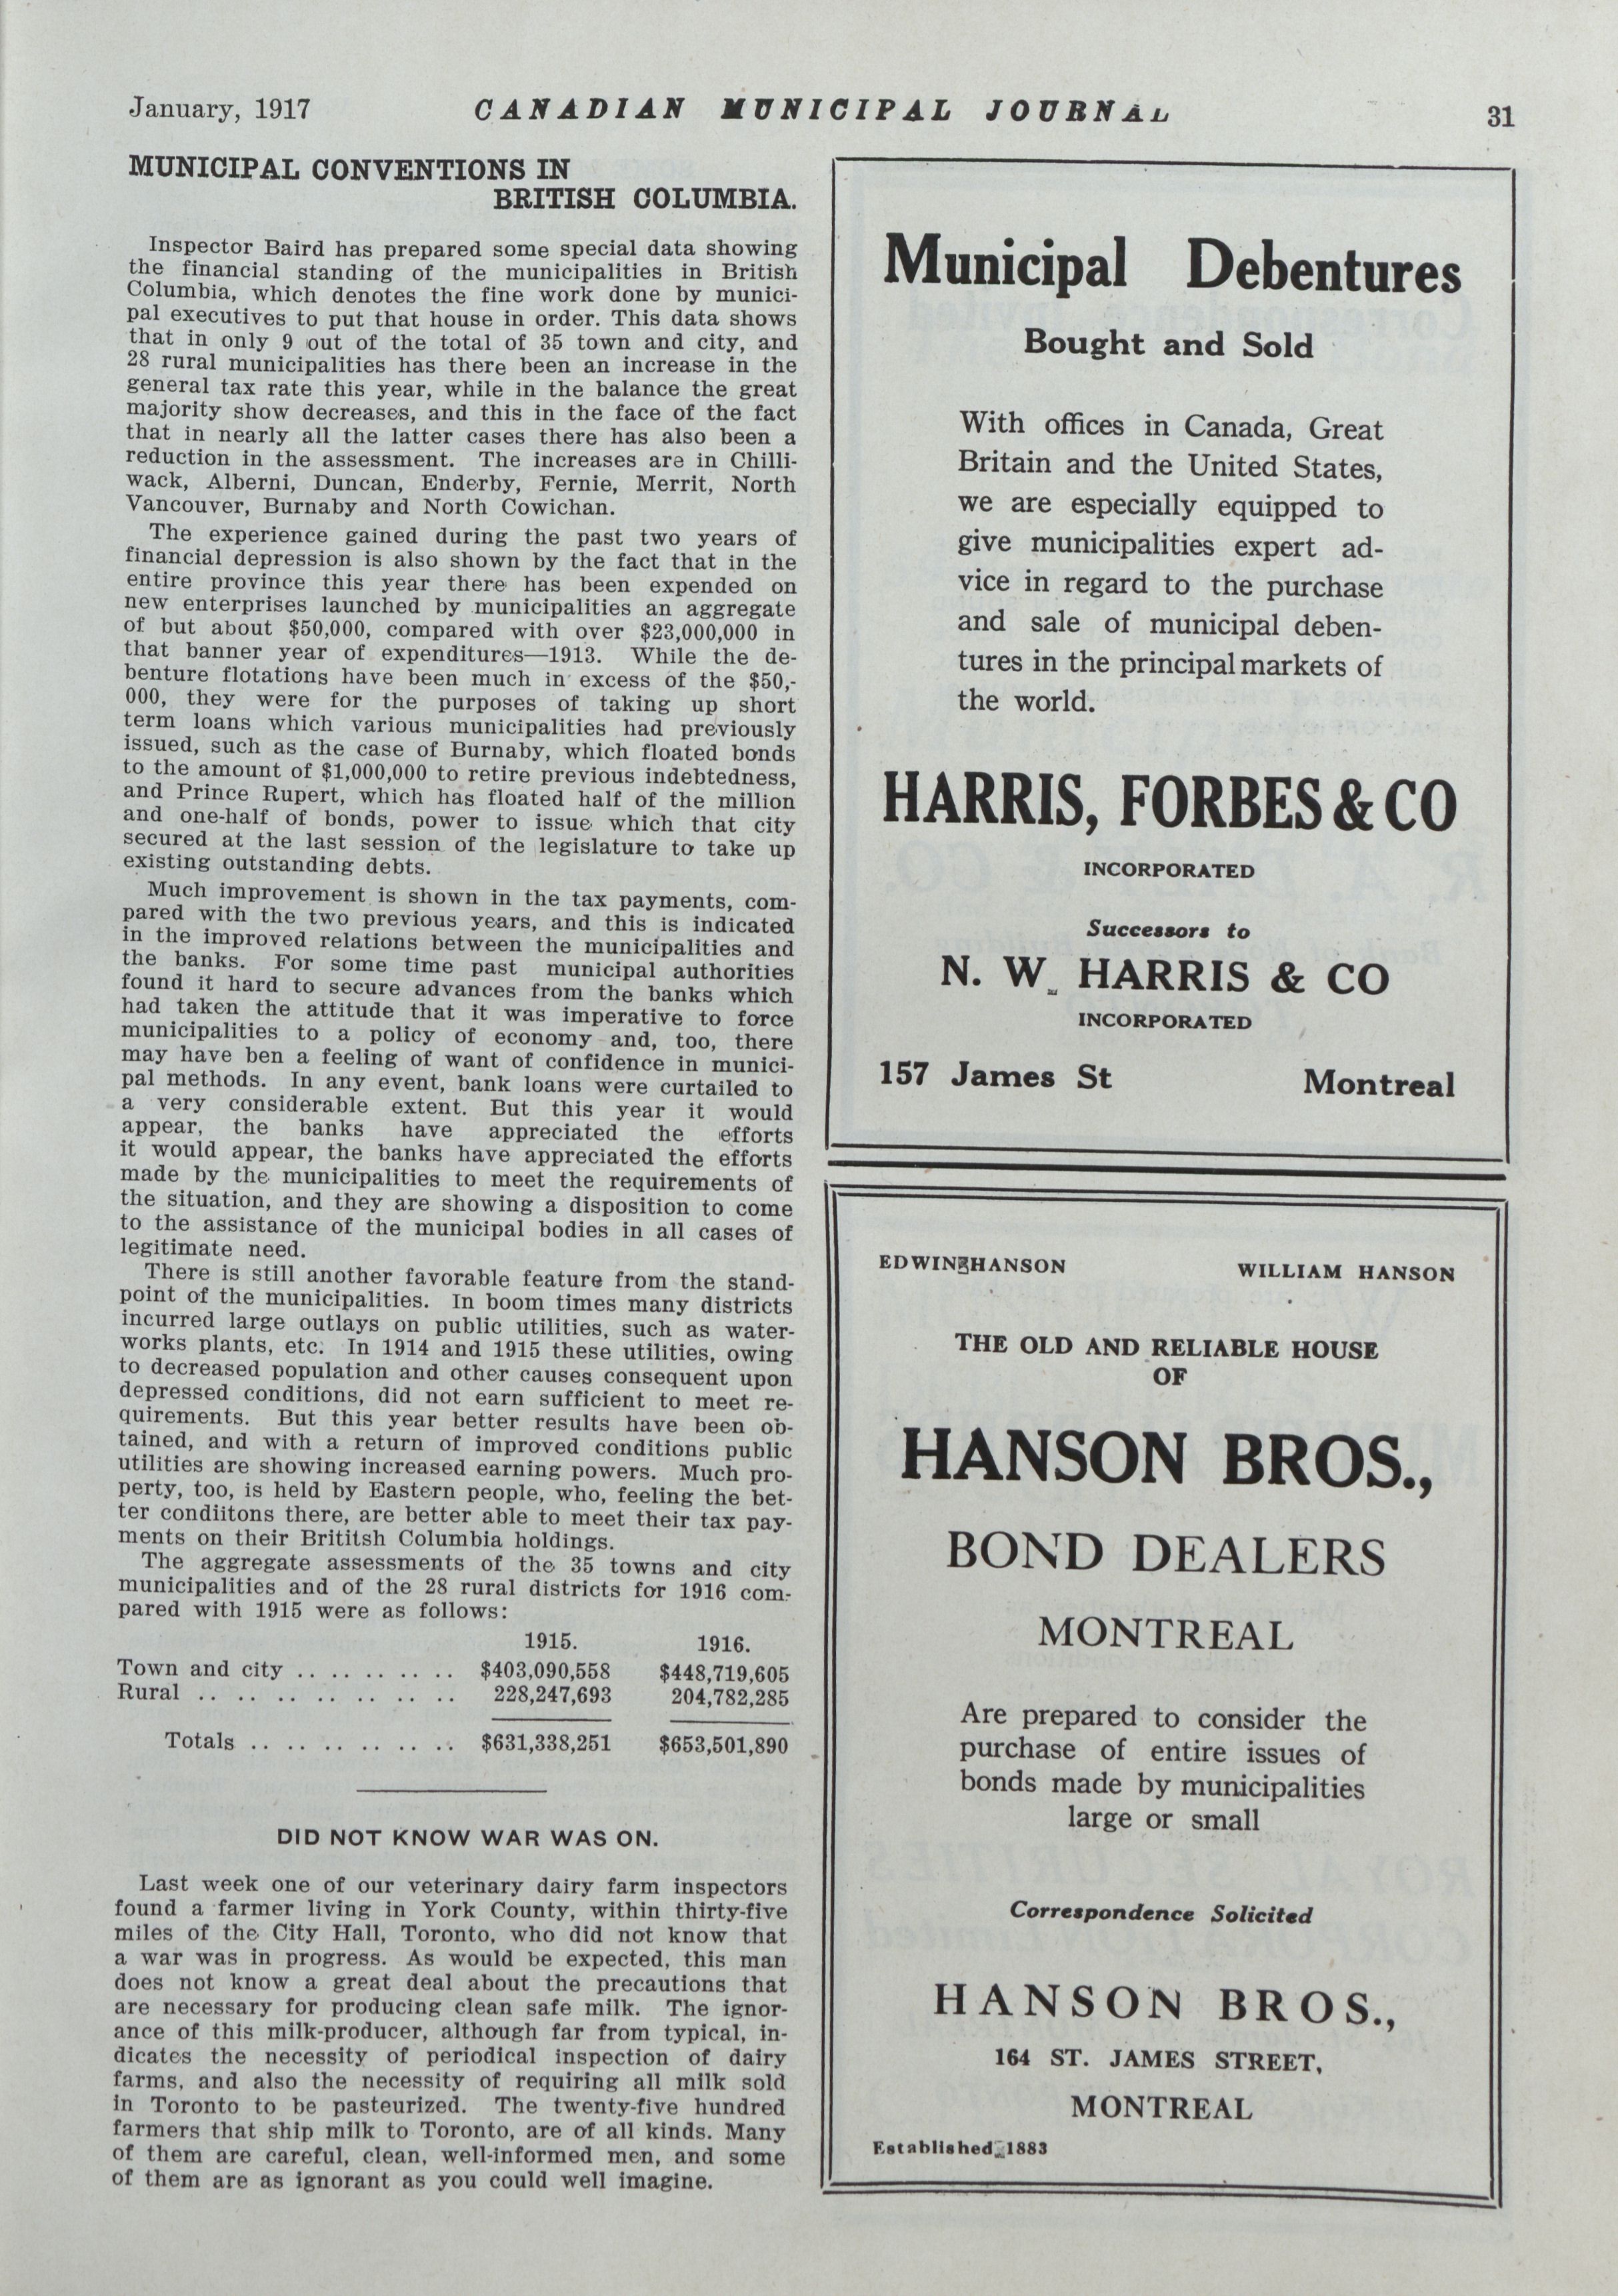 January, 1917
CANADIAN MUNICIPAL JOURNAL
31
MUNICIPAL CONVENTIONS IN
BRITISH COLUMBIA.
Inspector Baird has prepared some special data showing
the financial standing of the municipalities in British
Columbia, which denotes the fine work done by munici-
pal executives to put that house in order. This data shows
that in only 9 out of the total of 35 town and city, and
28 rural municipalities has there been an increase in the
general tax rate this year, while in the balance the great
majority show decreases, and this in the face of the fact
that in nearly all the latter cases there has also been a
reduction in the assessment. The increases are in Chilli-
wack, Alberni, Duncan, Enderby, Fernie, Merrit, North
Vancouver, Burnaby and North Cowichan.
The experience gained during the past two years of
financial depression is also shown by the fact that in the
entire province this year there has been expended on
new enterprises launched by municipalities an aggregate
of but about $50,000, compared with over $23,000,000 in
that banner year of expenditures—1913. While the de-
benture flotations have been much in excess of the $50,-
000, they were for the purposes of taking up short
term loans which various municipalities had previously
issued, such as the case of Burnaby, which floated bonds
to the amount of $1,000,000 to retire previous indebtedness,
and Prince Rupert, which has floated half of the million
and one-half of bonds, power to issue which that city
secured at the last session of the legislature to take up
existing outstanding debts.
Much improvement is shown in the tax payments, com-
pared with the two previous years, and this is indicated
in the improved relations between the municipalities and
the banks. For some time past municipal authorities
found it hard to secure advances from the banks which
had taken the attitude that it was imperative to force
municipalities to a policy of economy and, too, there
may have ben a feeling of want of confidence in munici-
pal methods. In any event, bank loans were curtailed to
a very considerable extent. But this year it would
appear, the banks have appreciated the efforts
it would appear, the banks have appreciated the efforts
made by the municipalities to meet the requirements of
the situation, and they are showing a disposition to come
to the assistance of the municipal bodies in all cases of
legitimate need.
There is still another favorable feature from the stand-
point of the municipalities. In boom times many districts
incurred large outlays on public utilities, such as water-
works plants, etc. In 1914 and 1915 these utilities, owing
to decreased population and other causes consequent upon
depressed conditions, did not earn sufficient to meet re-
quirements. But this year better results have been ob-
tained, and with a return of improved conditions public
utilities are showing increased earning powers. Much pro-
perty, too, is held by Eastern people, who, feeling the bet-
ter condiitons there, are better able to meet their tax pay-
ments on their Brititsh Columbia holdings.
The aggregate assessments of the 35 towns and city
municipalities and of the 28 rural districts for 1916 com-
pared with 1915 were as follows:
1915. 1916.
Town and city .. .. .. .. .. $403,090,558 $448,719,605
Rural .. .. .. .. .. .. .. 228,247,693 204,782,285
Totals .. .. .. .. .. .. $631,338,251 $653,501,890
DID NOT KNOW WAR WAS ON.
Last week one of our veterinary dairy farm inspectors
found a farmer living in York County, within thirty-five
miles of the City Hall, Toronto, who did not know that
a war was in progress. As would be expected, this man
does not know a great deal about the precautions that
are necessary for producing clean safe milk. The ignor-
ance of this milk-producer, although far from typical, in-
dicates the necessity of periodical inspection of dairy
farms, and also the necessity of requiring all milk sold
in Toronto to be pasteurized. The twenty-five hundred
farmers that ship milk to Toronto, are of all kinds. Many
of them are careful, clean, well-informed men, and some
of them are as ignorant as you could well imagine.
Municipal Debentures
Bought and Sold
With offices in Canada, Great
Britain and the United States,
we are especially equipped to
give municipalities expert ad-
vice in regard to the purchase
and sale of municipal deben-
tures in the principal markets of
the world.
HARRIS, FORBES & CO
INCORPORATED
Successors to
N. W. HARRIS & CO
INCORPORATED
157 James St Montreal
EDWIN HANSON WILLIAM HANSON
THE OLD AND RELIABLE HOUSE
OF
HANSON BROS.,
BOND DEALERS
MONTREAL
Are prepared to consider the
purchase of entire issues of
bonds made by municipalities
large or small
Correspondence Solicited
HANSON BROS.,
164 ST. JAMES STREET,
MONTREAL
Established 1883